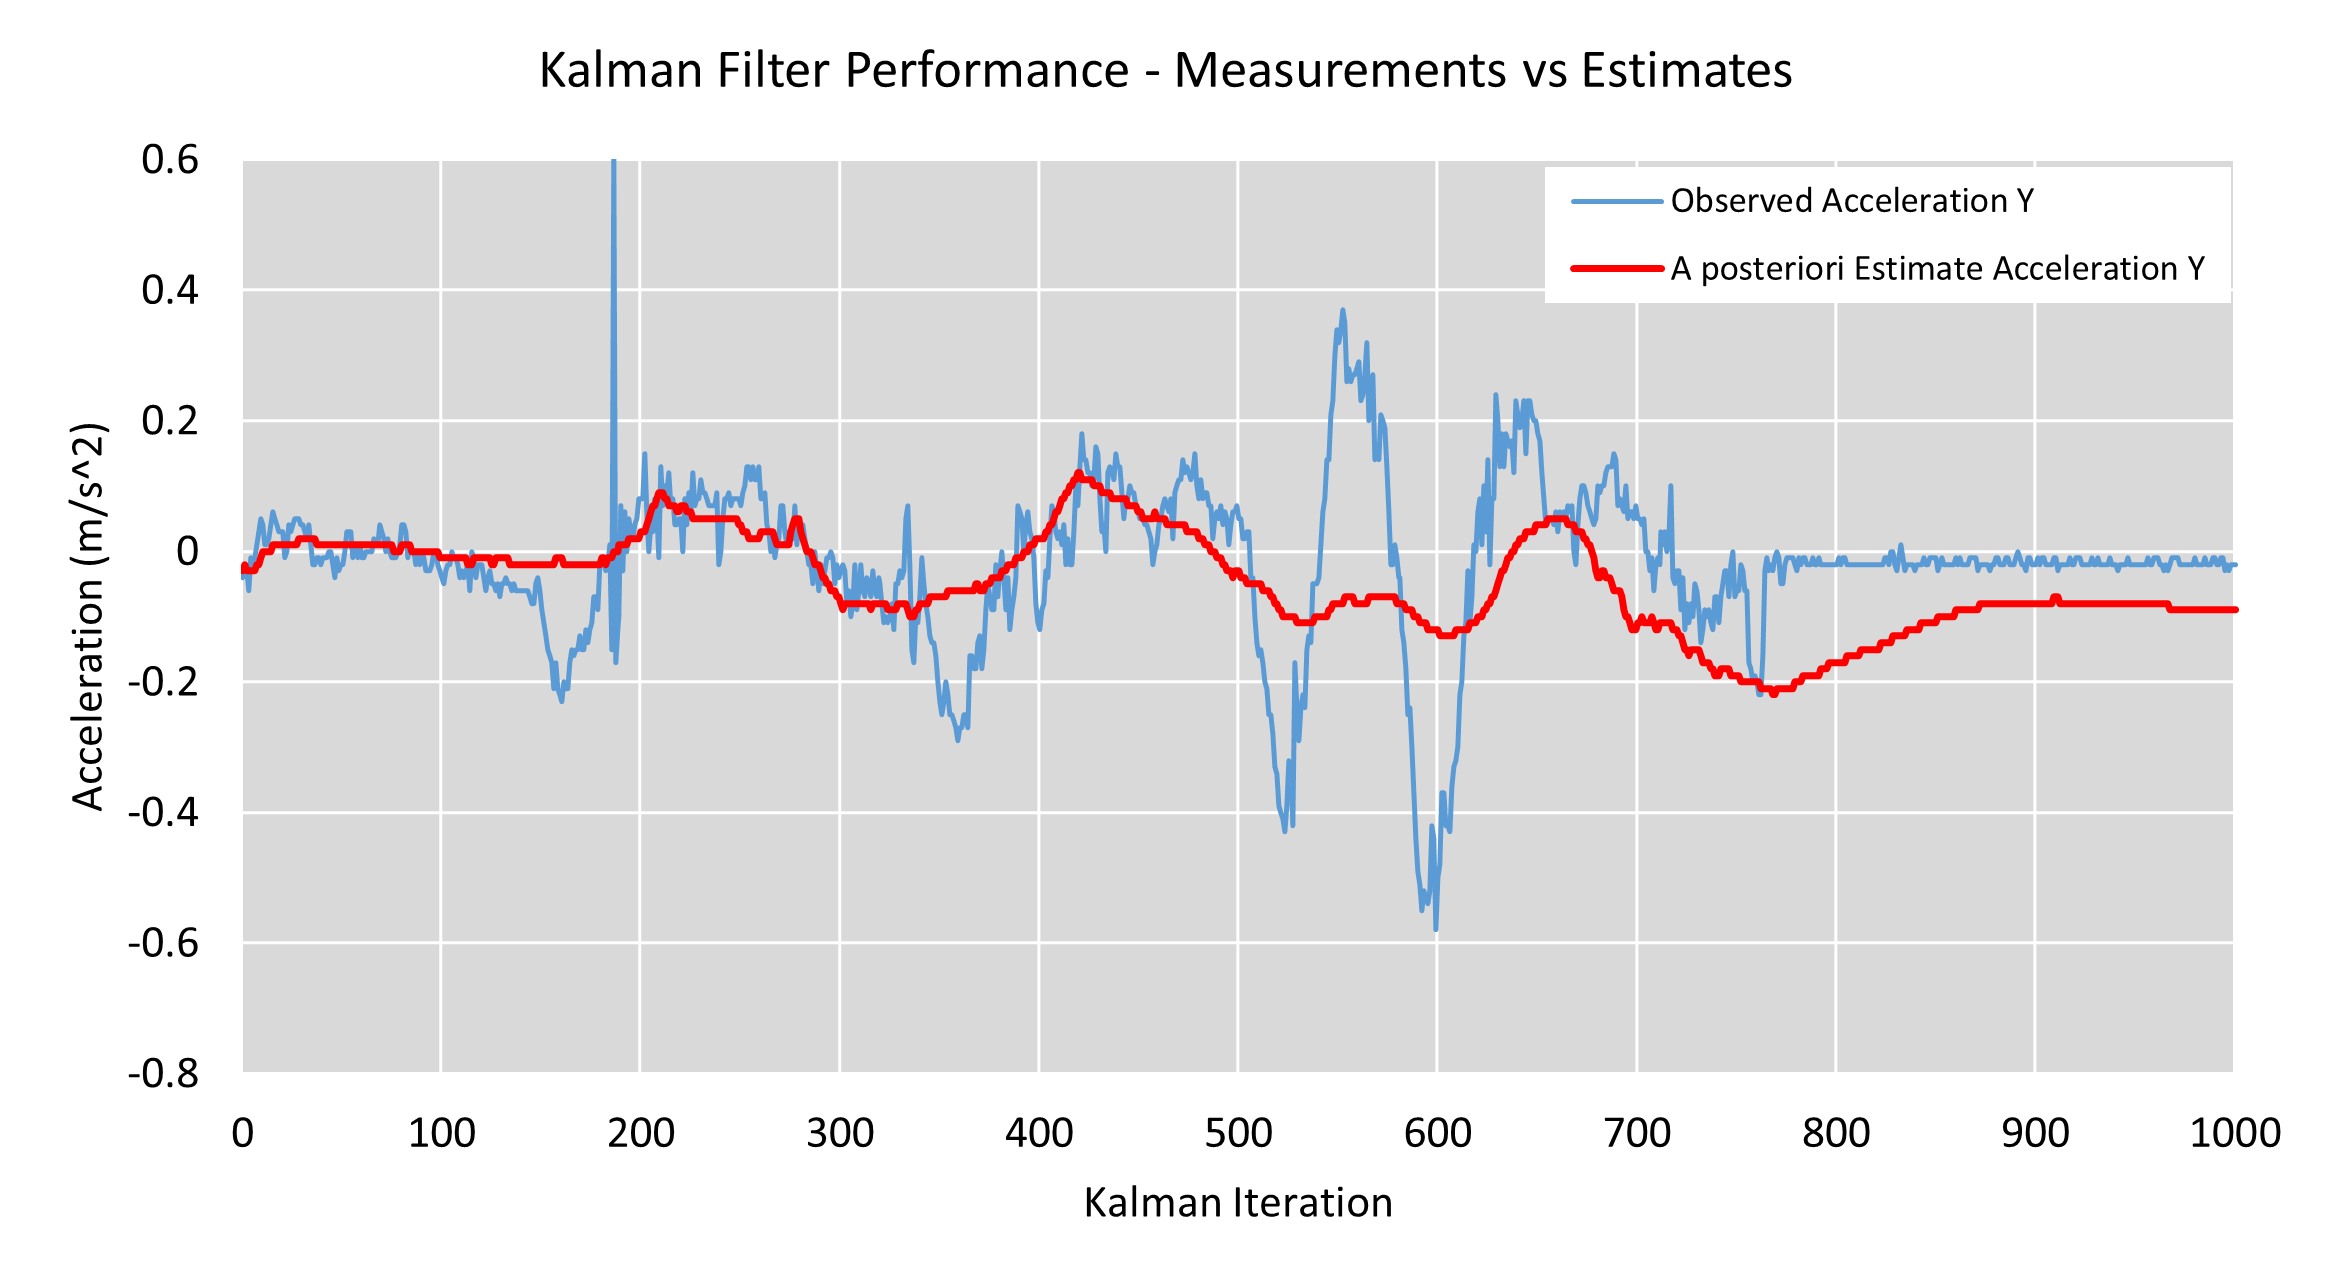 Kalman Filter Performance - Measurements vs Estimates
Observed Acceleration Y
A posteriori Estimate Acceleration Y
Acceleration (m/s^2)
0.6
0.4
0.2
0
-0.2
-0.4
-0.6
-0.8
0 100 200 300 400 500 600 700 800 900 1000
Kalman Iteration